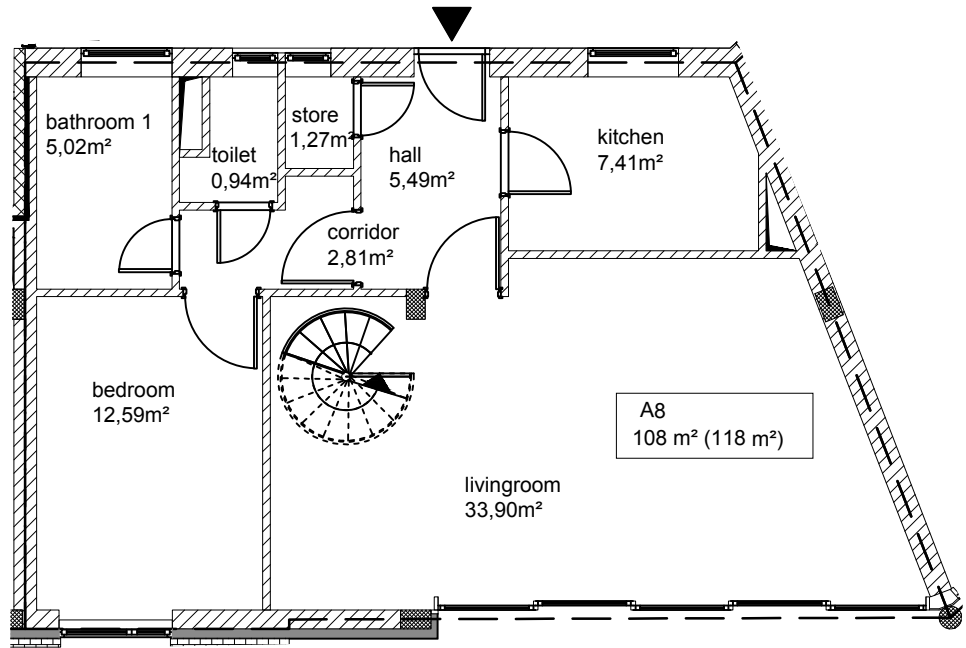 bathroom 1
5,02m²
toilet
0,94m²
store
1,27m²
hall
5,49m²
kitchen
7,41m²
corridor
2,81m²
bedroom
12,59m²
A8
108 m² (118 m²)
livingroom
33,90m²